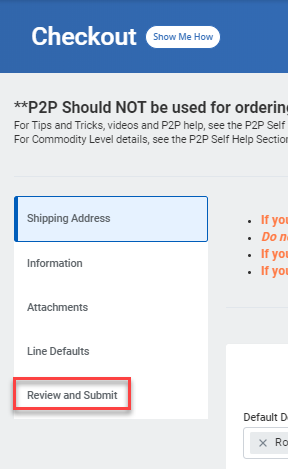 Checkout Show Me How
**P2P Should NOT be used for ordering
For Tips and Tricks, videos and P2P help, see the P2P Self
For Commodity Level details, see the P2P Self Help Section
Shipping Address
Information
Attachments
Line Defaults
Review and Submit
• If you
• Do
• If you
• If you
Default
× Ro